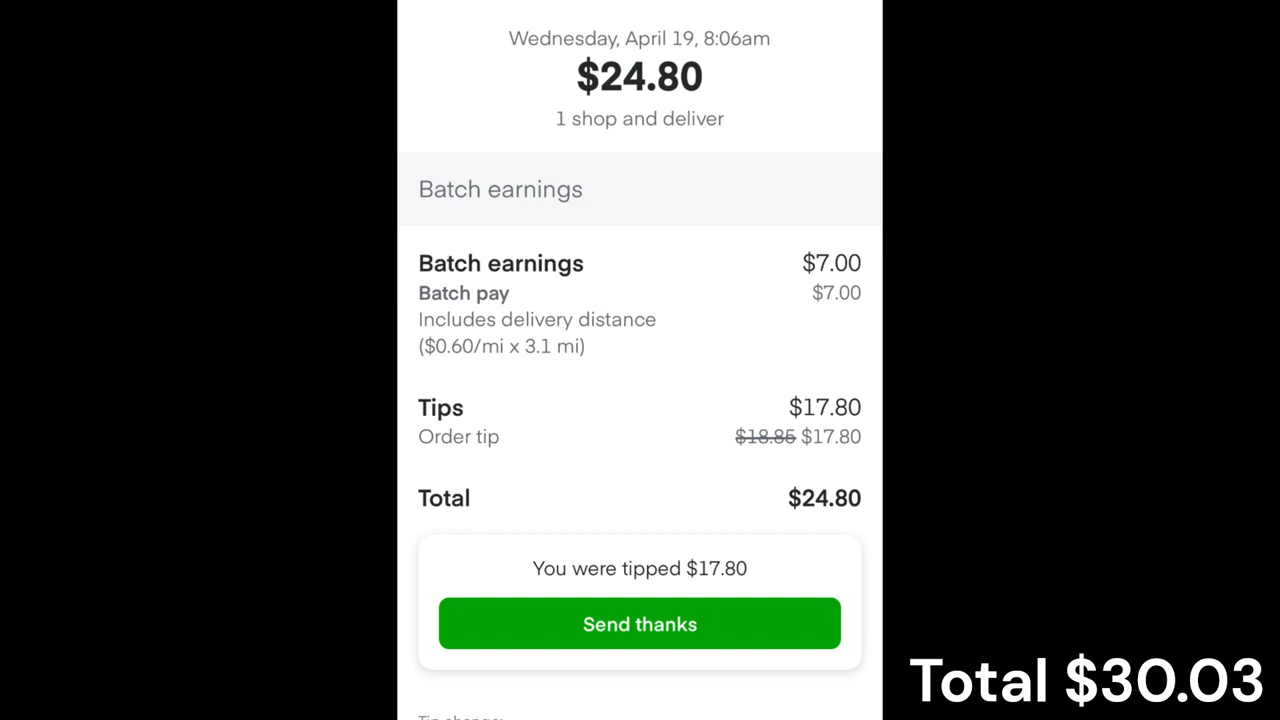 Wednesday, April 19, 8:06am
$24.80
1 shop and deliver
Batch earnings
Batch earnings $7.00
Batch pay $7.00
Includes delivery distance
($0.60/mi x 3.1 mi)
Tips $17.80
Order tip $18.85 $17.80
Total $24.80
You were tipped $17.80
Send thanks
Total $30.03